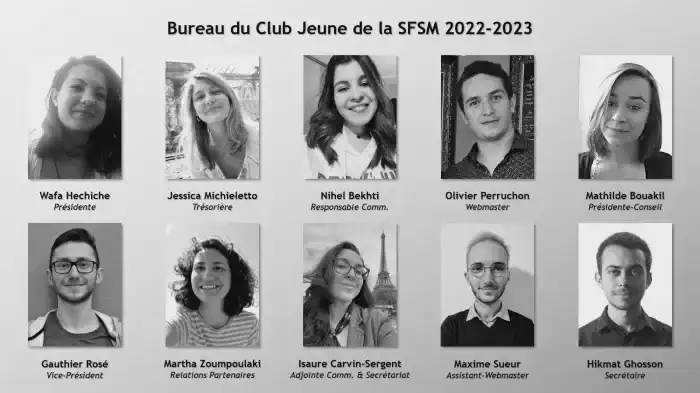 Bureau du Club Jeune de la SFSM 2022-2023
Wafa Hechiche
Présidente
Jessica Michieletto
Trésorière
Nihel Bekhti
Responsable Comm.
Olivier Perruchon
Webmaster
Mathilde Bouakil
Présidente-Conseil
Gauthier Rosé
Vice-Président
Martha Zoumpoulaki
Relations Partenaires
Isaure Carvin-Sergent
Adjointe Comm. & Secrétariat
Maxime Sueur
Assistant-Webmaster
Hikmat Ghosson
Secrétaire